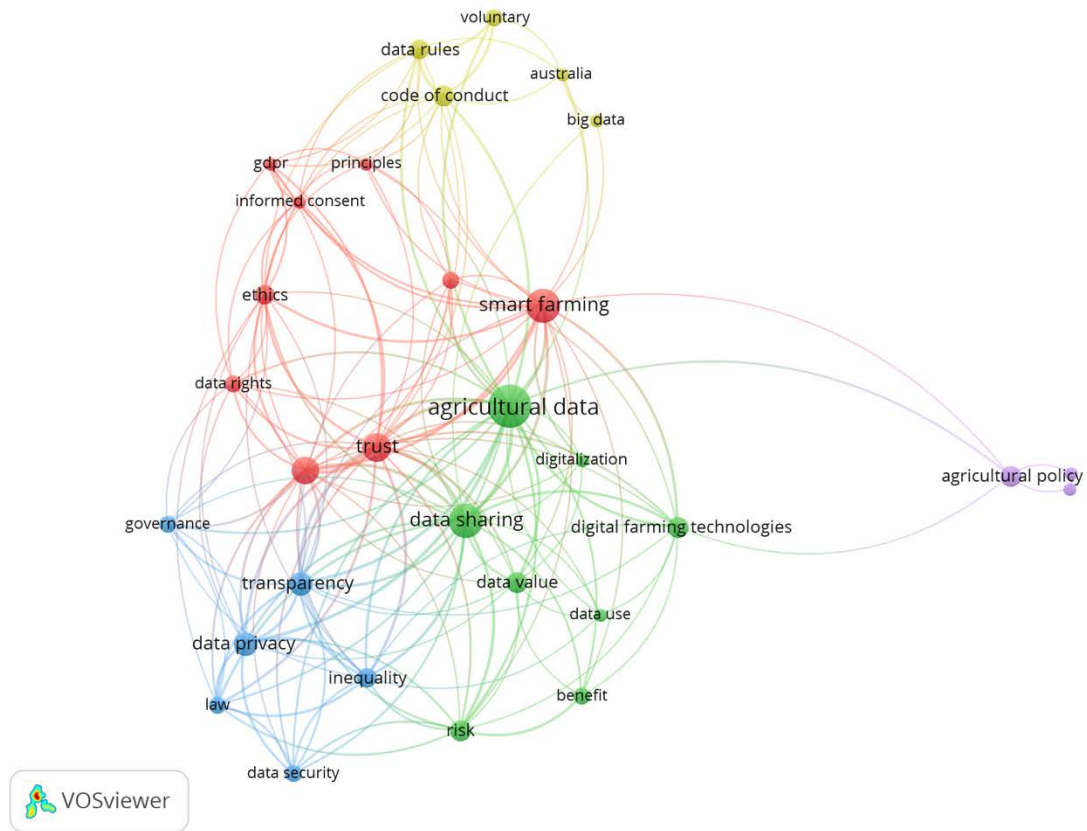 voluntary
data rules
australia
code of conduct
big data
gdpr
principles
informed consent
ethics
smart farming
data rights
agricultural data
trust
digitalization
agricultural policy
governance
data sharing
digital farming technologies
transparency
data value
data use
data privacy
inequality
benefit
law
risk
data security
VOSviewer